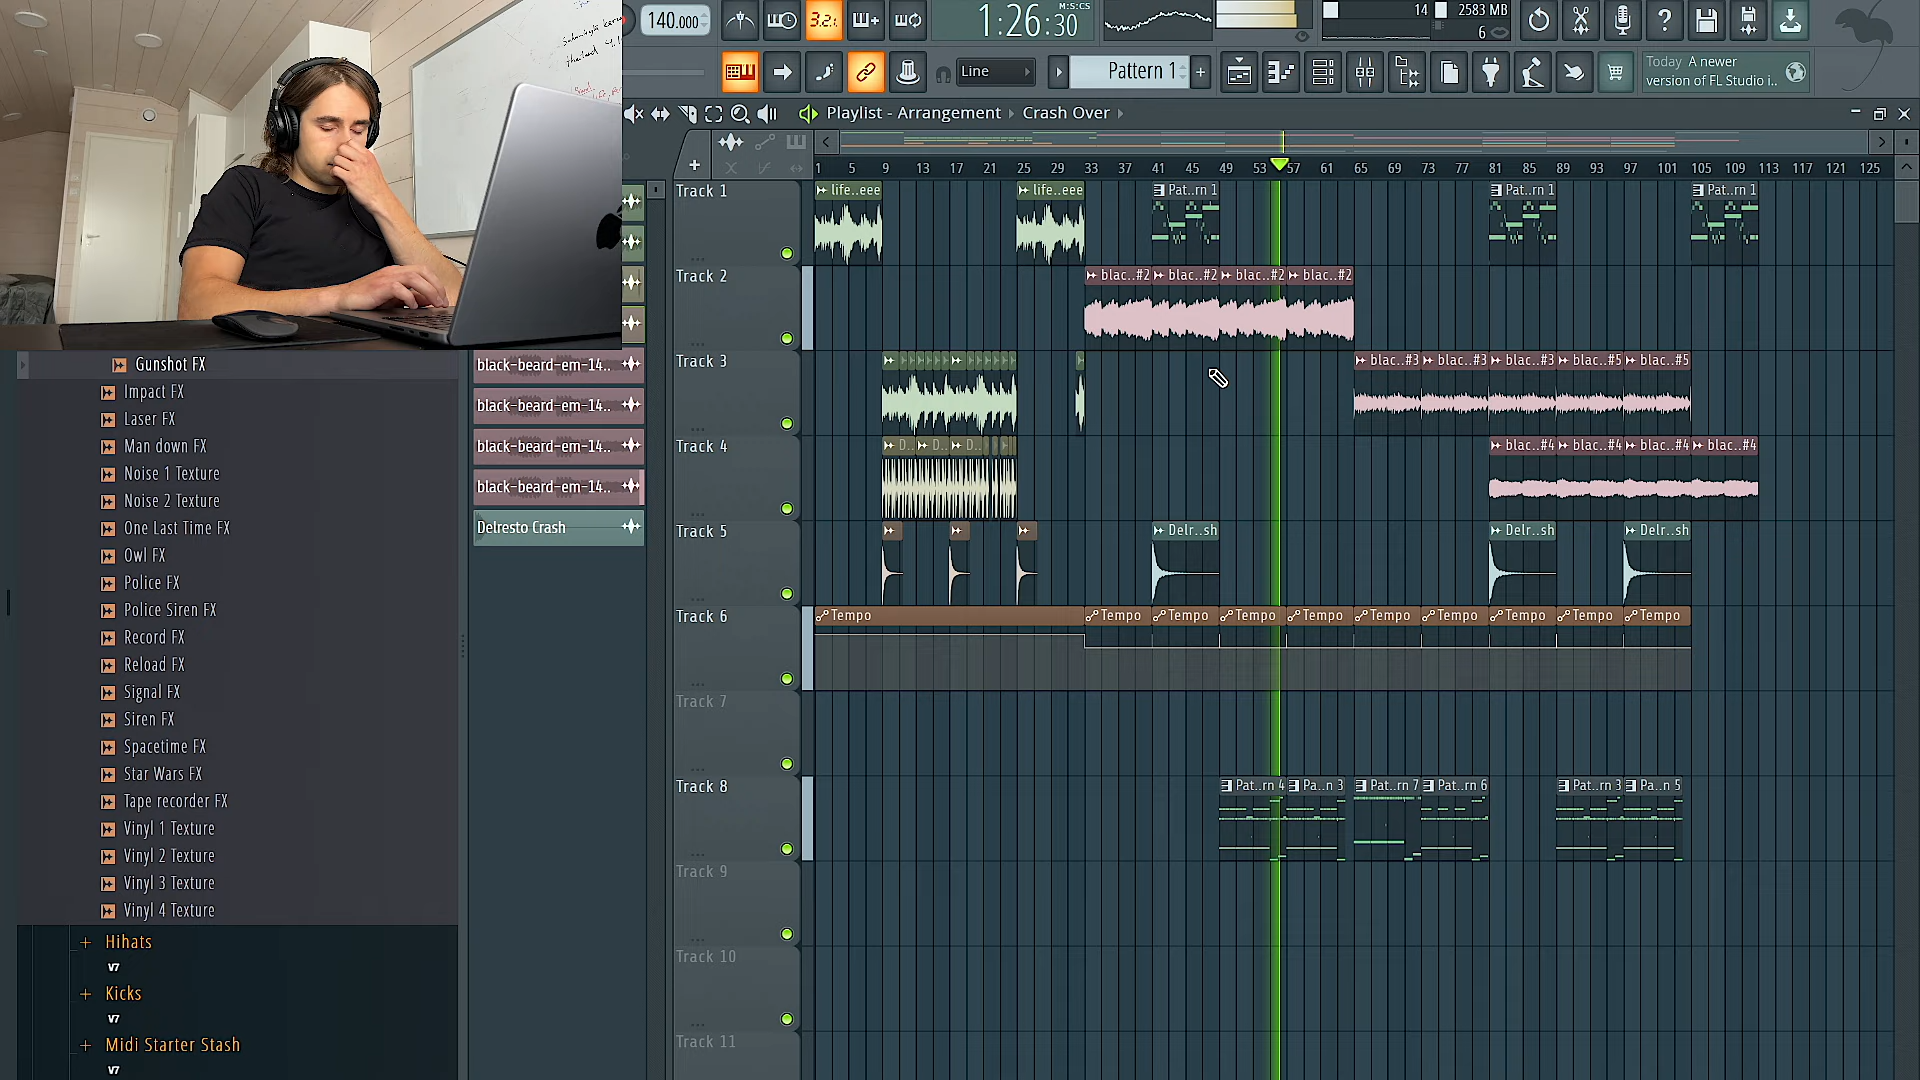 140.000
3.2.1
1:26:30
M:S:CS
14
2583 MB
6
Line
Pattern 1
Today A newer
version of FL Studio i..
Playlist - Arrangement
Crash Over
1 5 9 13 17 21 25 29 33 37 41 45 49 53 57 61 65 69 73 77 81 85 89 93 97 101 105 109 113 117 121 125
Track 1
life..eee
life..eee
Pat..rn 1
Pat..rn 1
Pat..rn 1
Track 2
blac..#2
blac..#2
blac..#2
blac..#2
Track 3
blac..#3
blac..#3
blac..#3
blac..#5
blac..#5
Track 4
D..
D..
D..
blac..#4
blac..#4
blac..#4
blac..#4
Track 5
Delr..sh
Delr..sh
Delr..sh
Track 6
Tempo
Tempo
Tempo
Tempo
Tempo
Tempo
Tempo
Tempo
Tempo
Tempo
Track 7
Track 8
Pat..rn 4
Pa..n 3
Pat..rn 7
Pat..rn 6
Pat..rn 3
Pa..n 5
Track 9
Track 10
Track 11
black-beard-em-14..
black-beard-em-14..
black-beard-em-14..
black-beard-em-14..
Delresto Crash
Gunshot FX
Impact FX
Laser FX
Man down FX
Noise 1 Texture
Noise 2 Texture
One Last Time FX
Owl FX
Police FX
Police Siren FX
Record FX
Reload FX
Signal FX
Siren FX
Spacetime FX
Star Wars FX
Tape recorder FX
Vinyl 1 Texture
Vinyl 2 Texture
Vinyl 3 Texture
Vinyl 4 Texture
Hihats
V7
Kicks
V7
Midi Starter Stash
V7